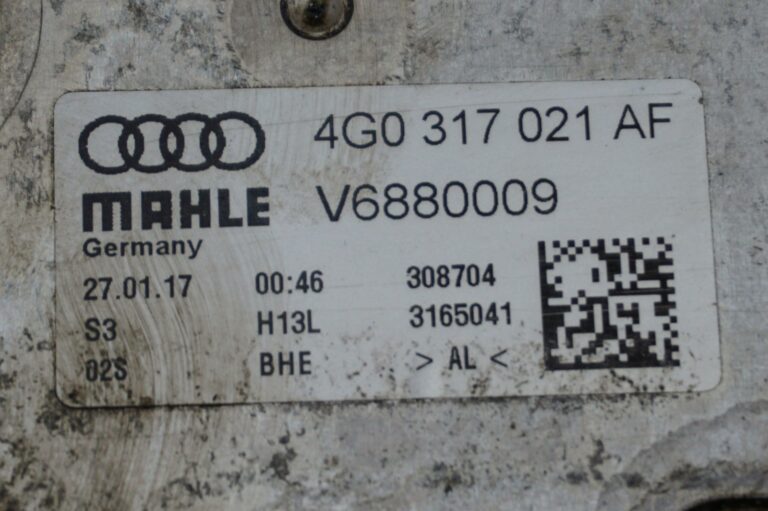 4G0 317 021 AF
MAHLE V6880009
Germany
27.01.17 00:46 308704
S3 H13L 3165041
02S BHE > AL <